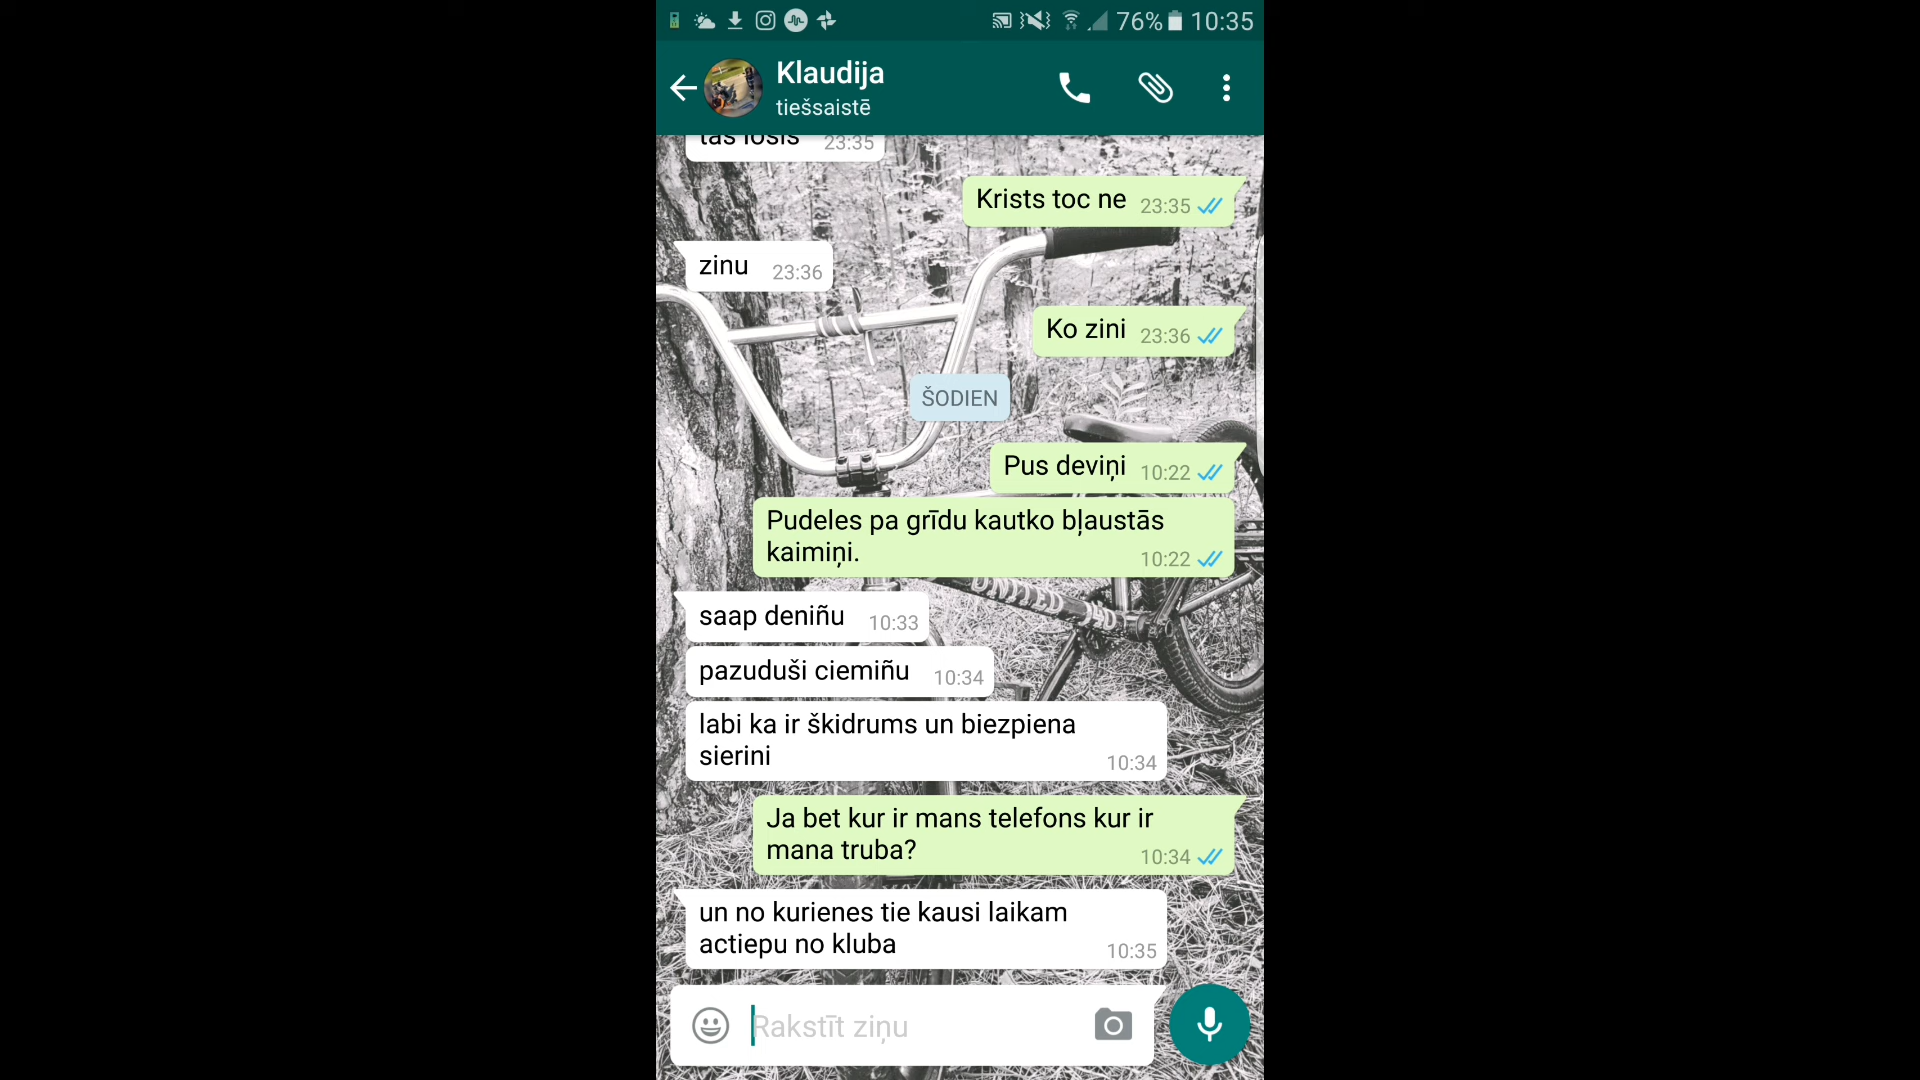 76% 10:35
Klaudija
tiešsaistē
tas losis 23:35
Krists toc ne 23:35
zinu 23:36
Ko zini 23:36
ŠODIEN
Pus deviņi 10:22
Pudeles pa grīdu kautko bļaustās
kaimiņi. 10:22
saap deniñu 10:33
pazuduši ciemiñu 10:34
labi ka ir škidrums un biezpiena
sierini 10:34
Ja bet kur ir mans telefons kur ir
mana truba? 10:34
un no kurienes tie kausi laikam
actiepu no kluba 10:35
Rakstīt ziņu
UNITED